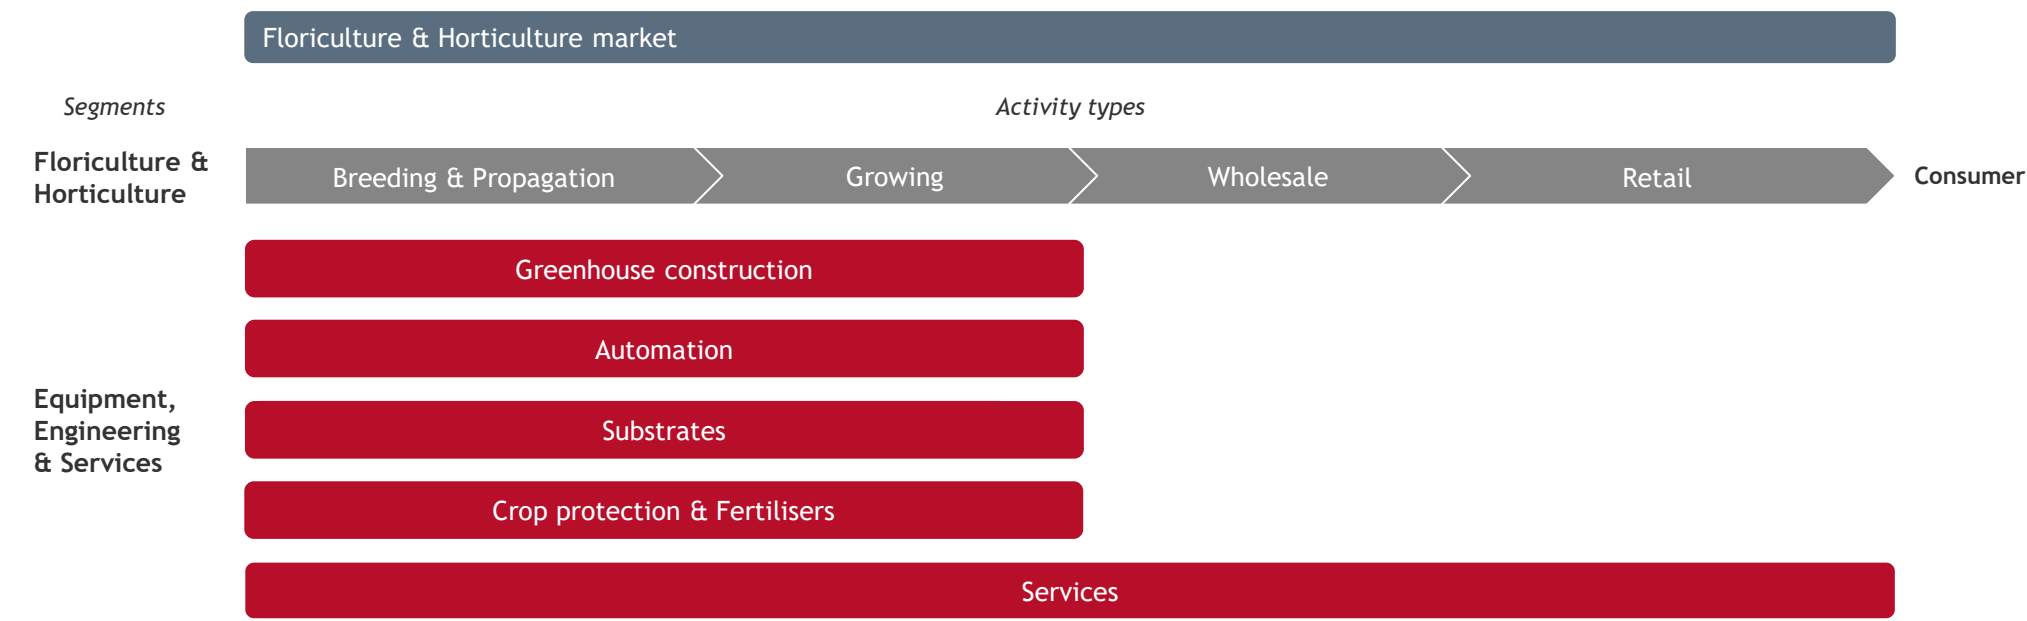 Floriculture & Horticulture market
Segments
Activity types
Floriculture &
Horticulture
Breeding & Propagation
Growing
Wholesale
Retail
Consumer
Greenhouse construction
Automation
Equipment,
Engineering
& Services
Substrates
Crop protection & Fertilisers
Services